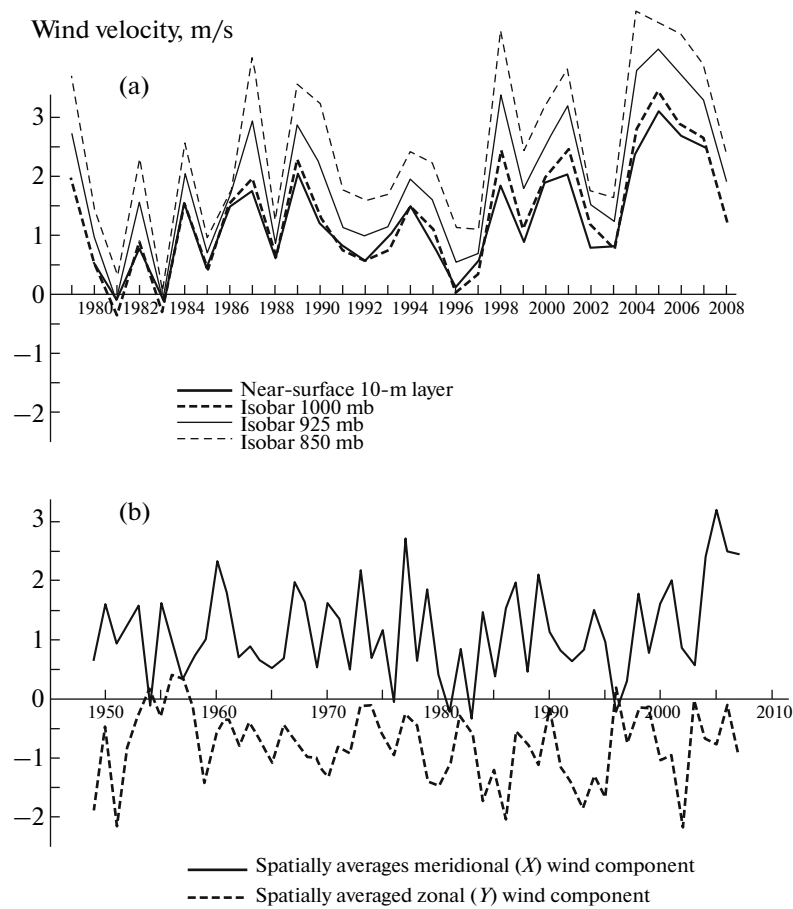 Wind velocity, m/s
(a)
3
2
1
0
−1
−2
1980 1982 1984 1986 1988 1990 1992 1994 1996 1998 2000 2002 2004 2006 2008
Near-surface 10-m layer
Isobar 1000 mb
Isobar 925 mb
Isobar 850 mb
(b)
3
2
1
0
−1
−2
1950 1960 1970 1980 1990 2000 2010
Spatially averages meridional (X) wind component
Spatially averaged zonal (Y) wind component